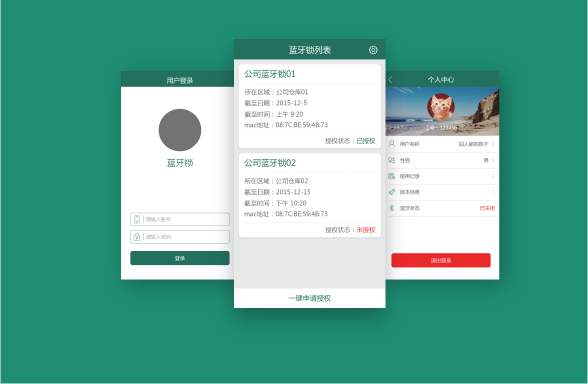 用户登录
蓝牙锁
请输入账号
请输入密码
登录
蓝牙锁列表
公司蓝牙锁01
所在区域：公司仓库01
截至日期：2015-12-5
截至时间：上午 9:20
mac地址：08:7C:BE:59:4B:73
授权状态：已授权
公司蓝牙锁02
所在区域：公司仓库02
截至日期：2015-12-15
截至时间：下午 10:20
mac地址：08:7C:BE:59:4B:73
授权状态：未授权
一键申请授权
个人中心
用户名称
别人家的孩子
性别
男
使用记录
版本信息
蓝牙状态
已关闭
退出登录